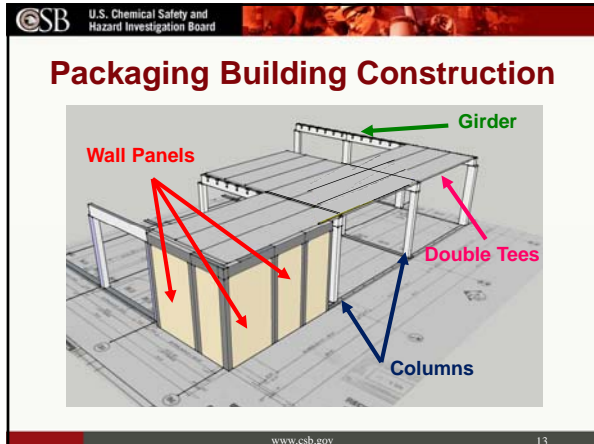 CSB U.S. Chemical Safety and
Hazard Investigation Board
Packaging Building Construction
Girder
Wall Panels
Double Tees
Columns
www.csb.gov 13